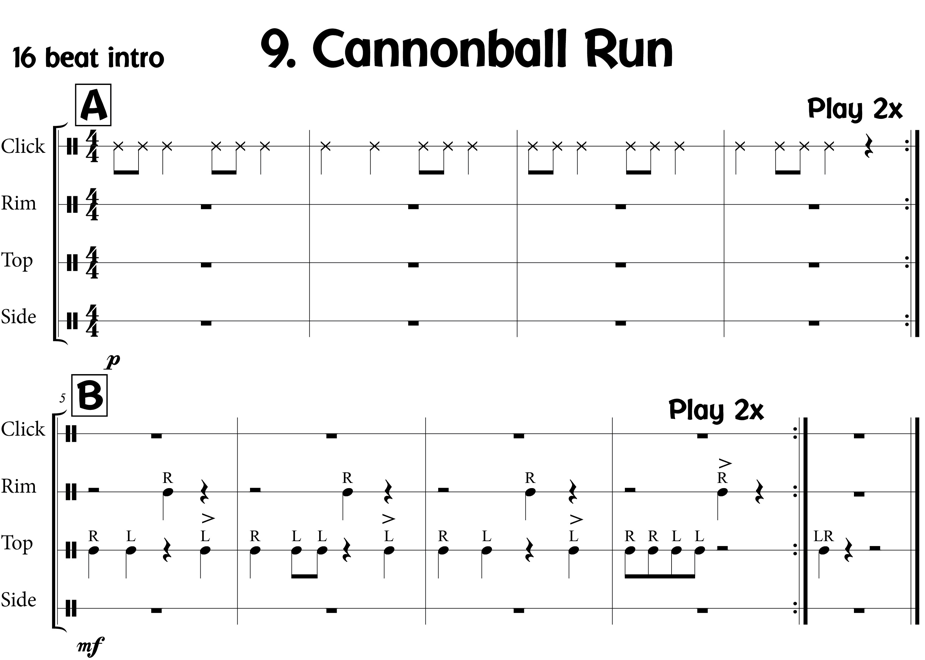 9. Cannonball Run
16 beat intro
A
Play 2x
Click
4
4
Rim
4
4
Top
4
4
Side
4
4
p
5
B
Play 2x
Click
Rim
R R R R
Top
R L L R L L L R L L R R L L LR
Side
mf